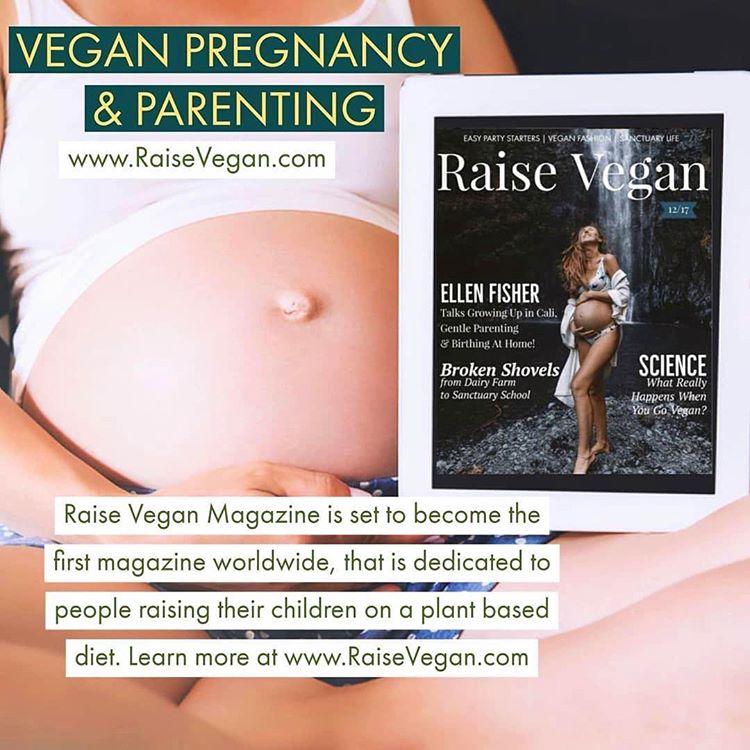 VEGAN PREGNANCY
& PARENTING
www.RaiseVegan.com
EASY PARTY STARTERS | VEGAN FASHION | SANCTUARY LIFE
Raise Vegan
12/17
ELLEN FISHER
Talks Growing Up in Cali,
Gentle Parenting
& Birthing At Home!
Broken Shovels
from Dairy Farm
to Sanctuary School
SCIENCE
What Really
Happens When
You Go Vegan?
Raise Vegan Magazine is set to become the
first magazine worldwide, that is dedicated to
people raising their children on a plant based
diet. Learn more at www.RaiseVegan.com